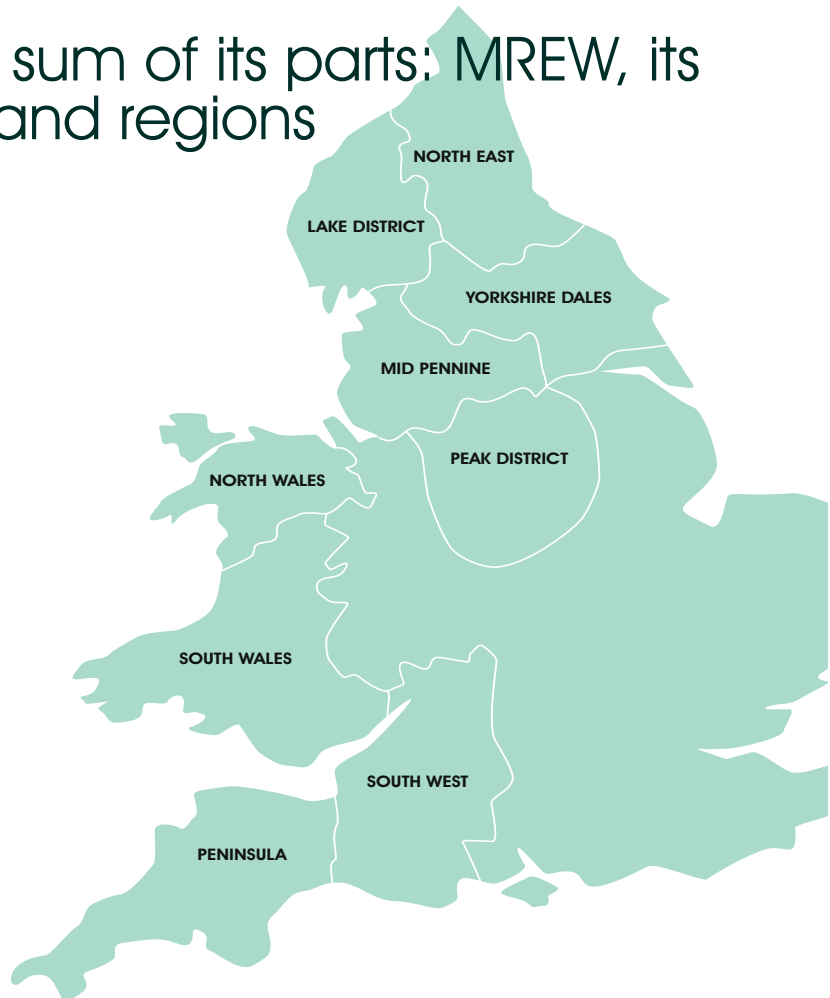 sum of its parts: MREW, its
and regions
NORTH EAST
LAKE DISTRICT
YORKSHIRE DALES
MID PENNINE
PEAK DISTRICT
NORTH WALES
SOUTH WALES
SOUTH WEST
PENINSULA